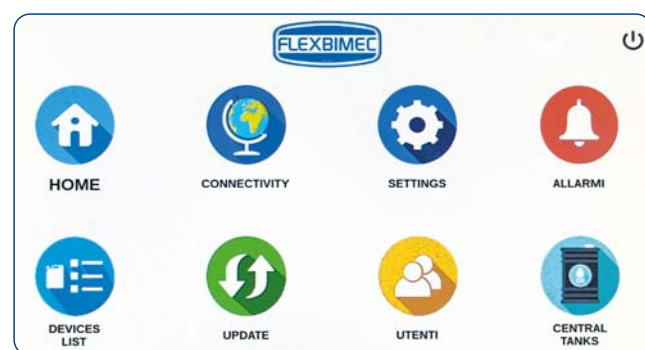 FLEXBIMEC
HOME
CONNECTIVITY
SETTINGS
ALLARMI
DEVICES
LIST
UPDATE
UTENTI
CENTRAL
TANKS